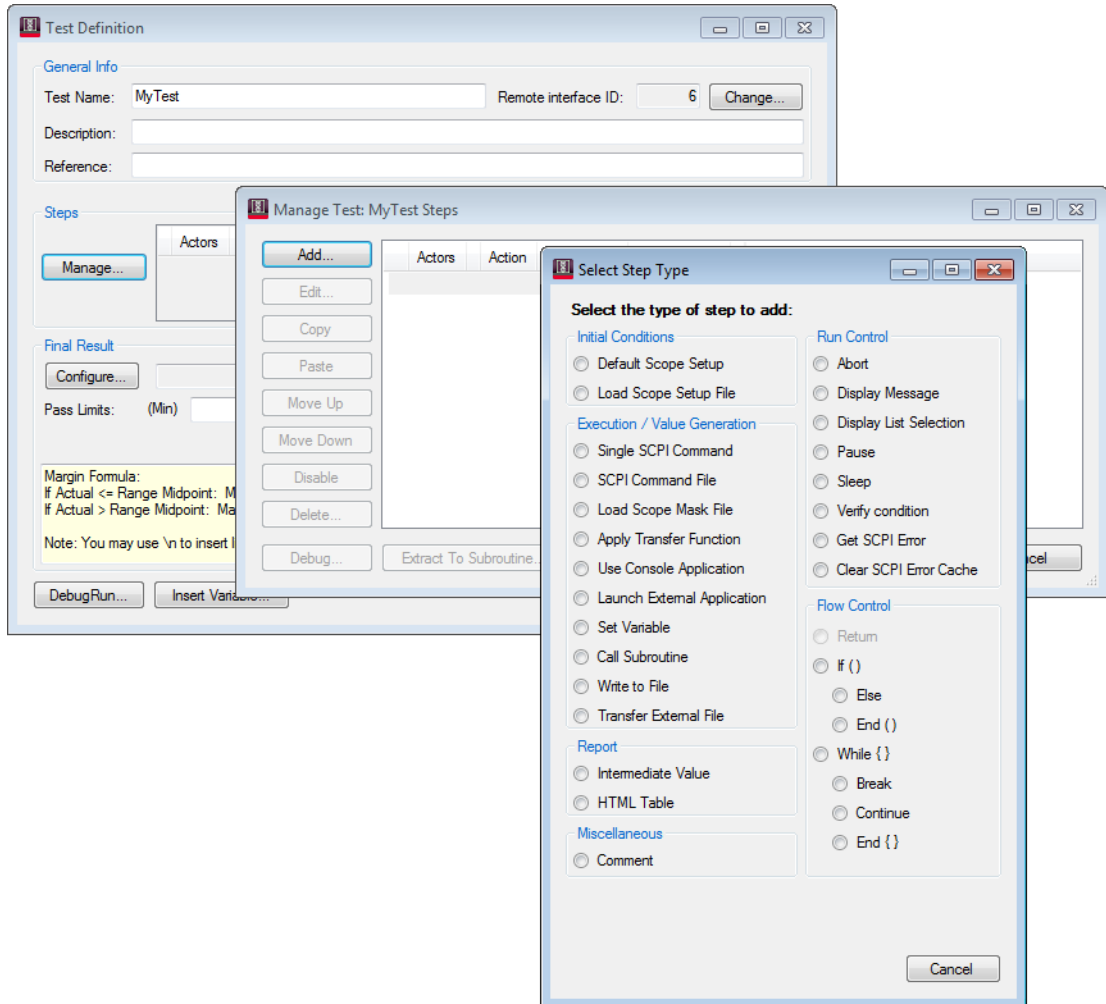 Test Definition
General Info
Test Name: MyTest Remote interface ID: 6 Change...
Description:
Reference:
Steps
Manage...
Actors
Final Result
Configure...
Pass Limits: (Min)
Margin Formula:
If Actual <= Range Midpoint: M
If Actual > Range Midpoint: Ma
Note: You may use \n to insert li
DebugRun... Insert Variable...
Manage Test: MyTest Steps
Add...
Edit...
Copy
Paste
Move Up
Move Down
Disable
Delete...
Debug...
Actors Action
Extract To Subroutine...
cel
Select Step Type
Select the type of step to add:
Initial Conditions
Default Scope Setup
Load Scope Setup File
Execution / Value Generation
Single SCPI Command
SCPI Command File
Load Scope Mask File
Apply Transfer Function
Use Console Application
Launch External Application
Set Variable
Call Subroutine
Write to File
Transfer External File
Report
Intermediate Value
HTML Table
Miscellaneous
Comment
Run Control
Abort
Display Message
Display List Selection
Pause
Sleep
Verify condition
Get SCPI Error
Clear SCPI Error Cache
Flow Control
Return
If ()
Else
End ()
While { }
Break
Continue
End { }
Cancel